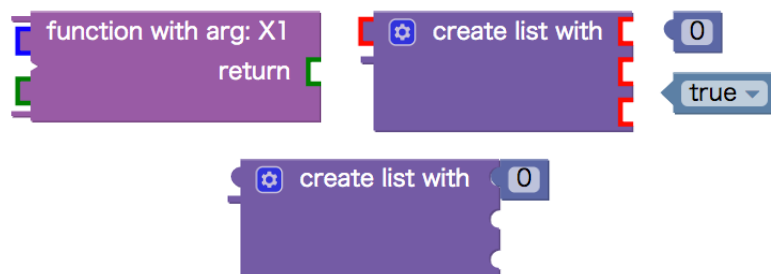 function with arg: X1
return
create list with
0
true
create list with
0